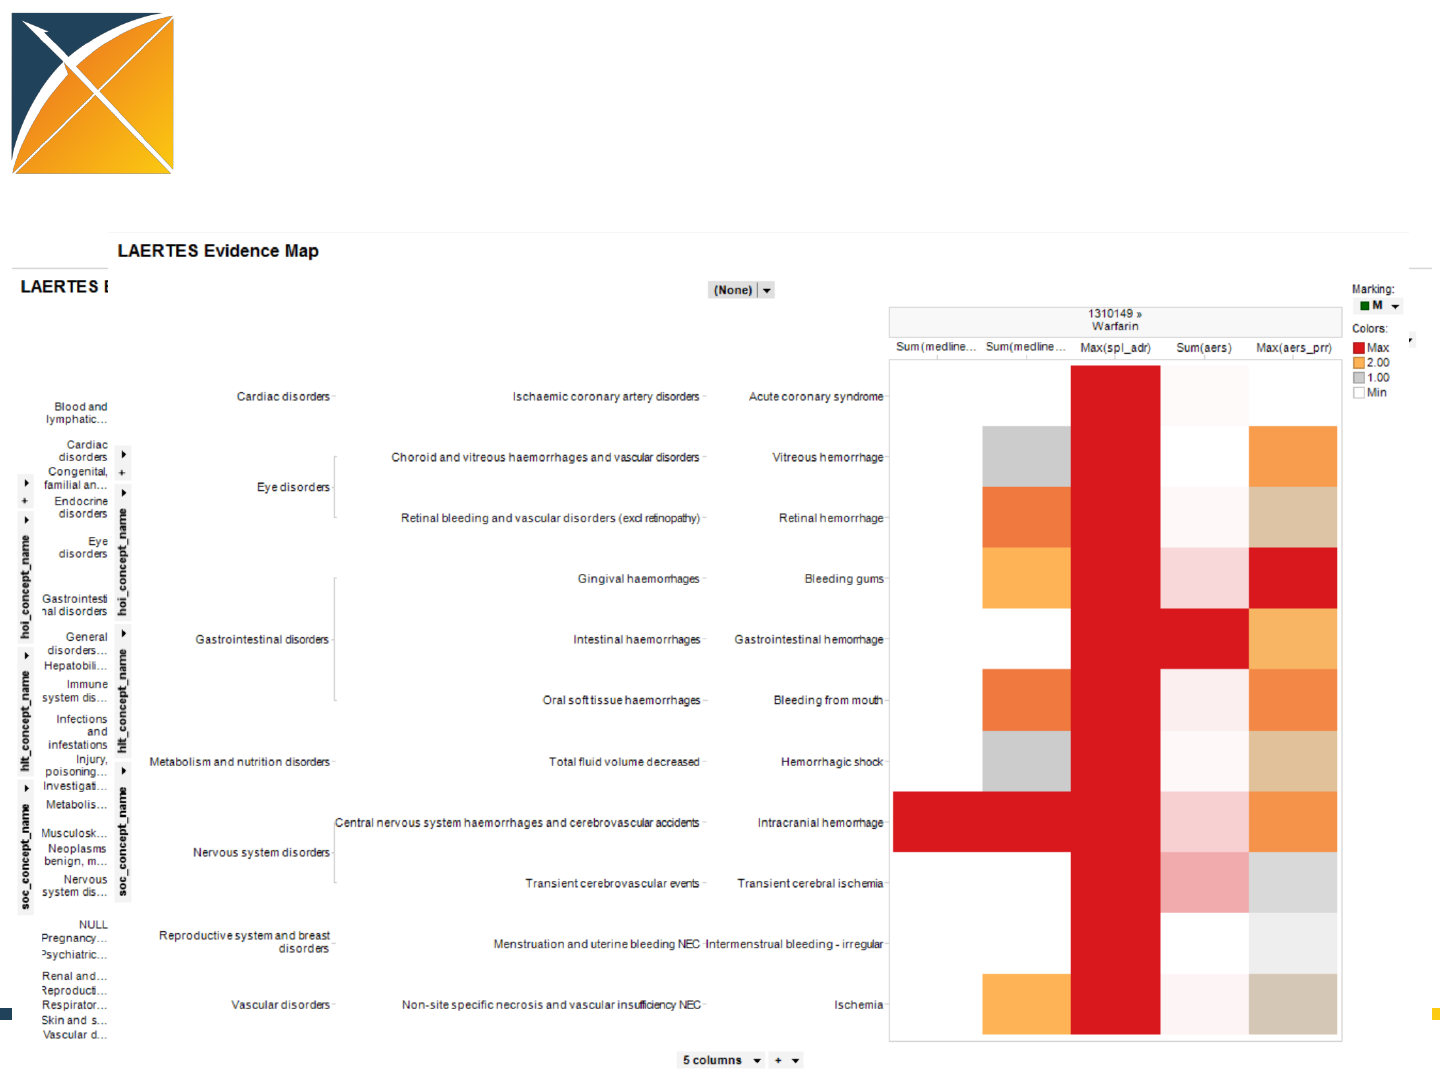 LAERTES Evidence Map
LAERTES E
(None)
Marking:
M
Colors:
Max
2.00
1.00
Min
1310149 »
Warfarin
Sum(medline... Sum(medline... Max(spl_adr) Sum(aers) Max(aers_prr)
Cardiac disorders Ischaemic coronary artery disorders Acute coronary syndrome
Eye disorders
Choroid and vitreous haemorrhages and vascular disorders Vitreous hemorrhage
Retinal bleeding and vascular disorders (excl retinopathy) Retinal hemorrhage
Gastrointestinal disorders
Gingival haemorrhages Bleeding gums
Intestinal haemorrhages Gastrointestinal hemorrhage
Oral soft tissue haemorrhages Bleeding from mouth
Metabolism and nutrition disorders Total fluid volume decreased Hemorrhagic shock
Nervous system disorders
Central nervous system haemorrhages and cerebrovascular accidents Intracranial hemorrhage
Transient cerebrovascular events Transient cerebral ischemia
Reproductive system and breast
disorders
Menstruation and uterine bleeding NEC Intermenstrual bleeding - irregular
Vascular disorders Non-site specific necrosis and vascular insufficiency NEC Ischemia
5 columns +
hoi_concept_name
hlt_concept_name
soc_concept_name
+
hoi_concept_name
hlt_concept_name
soc_concept_name
+
Blood and
lymphatic...
Cardiac
disorders
Congenital,
familial an...
Endocrine
disorders
Eye
disorders
Gastrointesti
nal disorders
General
disorders...
Hepatobili...
Immune
system dis...
Infections
and
infestations
Injury,
poisoning...
Investigati...
Metabolis...
Musculosk...
Neoplasms
benign, m...
Nervous
system dis...
NULL
Pregnancy...
Psychiatric...
Renal and...
Reproducti...
Respirator...
Skin and s...
Vascular d...